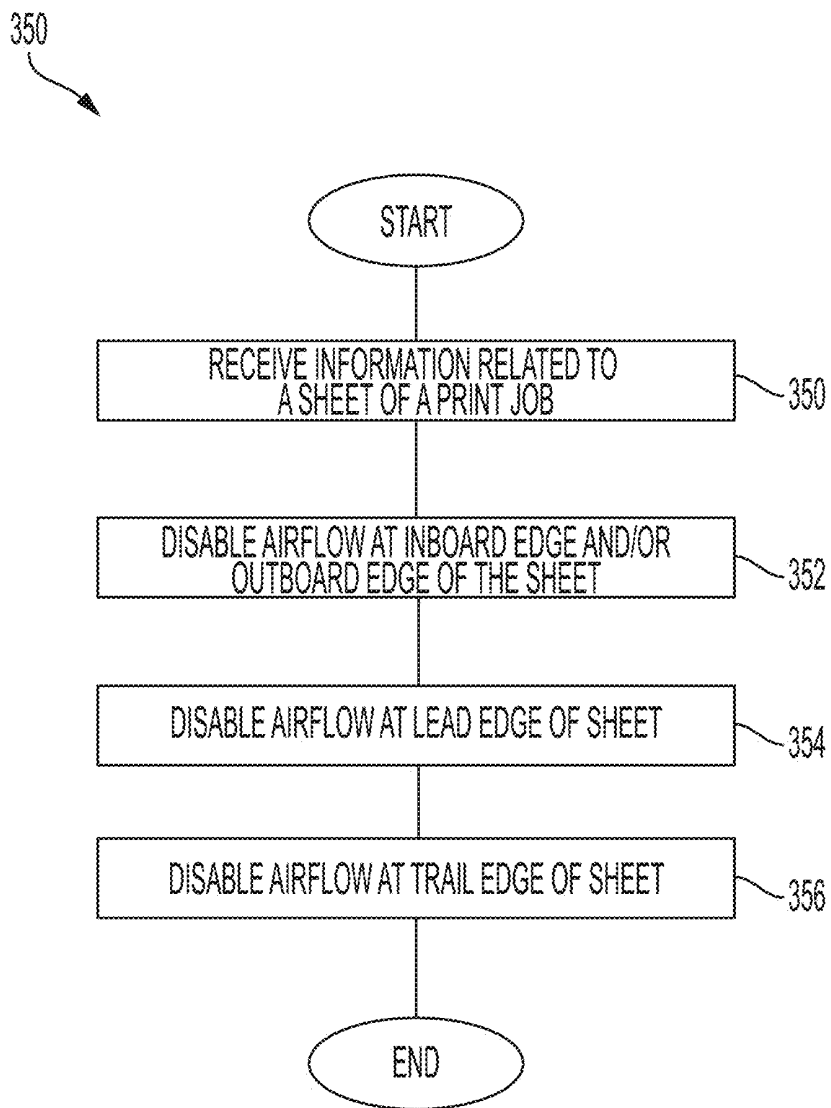 350
START
RECEIVE INFORMATION RELATED TO
A SHEET OF A PRINT JOB
350
DISABLE AIRFLOW AT INBOARD EDGE AND/OR
OUTBOARD EDGE OF THE SHEET
352
DISABLE AIRFLOW AT LEAD EDGE OF SHEET
354
DISABLE AIRFLOW AT TRAIL EDGE OF SHEET
356
END